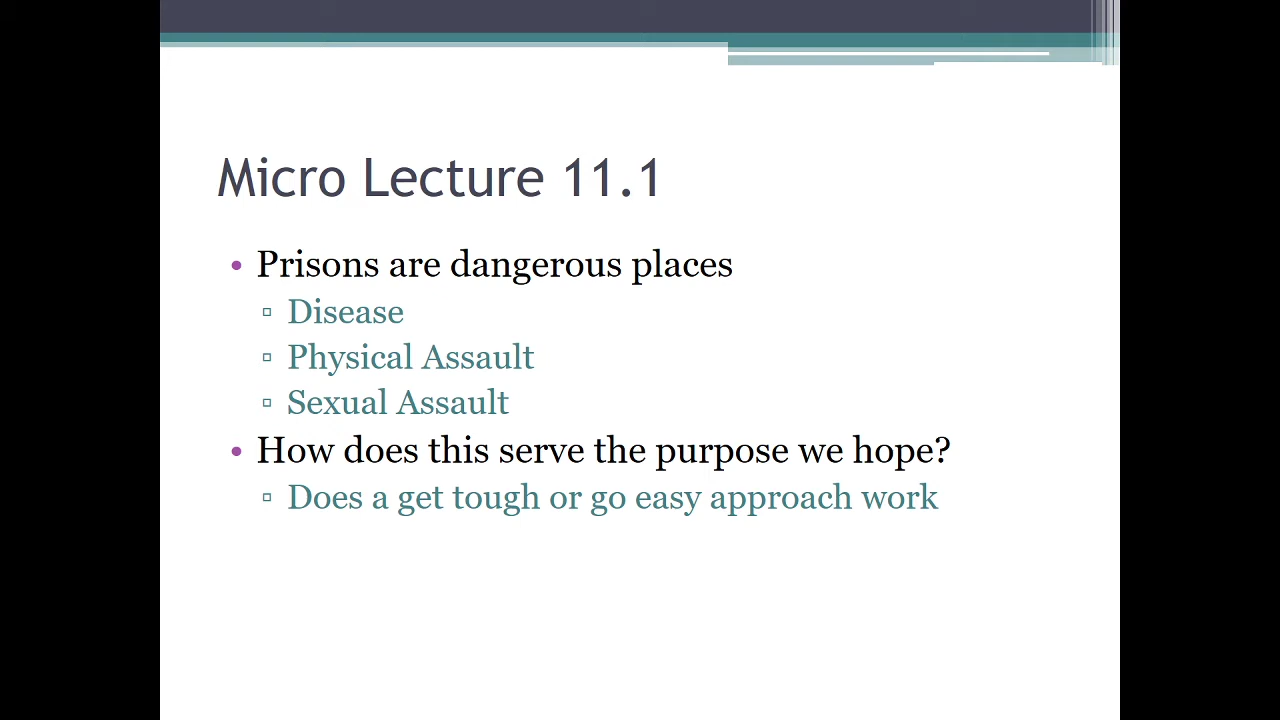 Micro Lecture 11.1
• Prisons are dangerous places
▫ Disease
▫ Physical Assault
▫ Sexual Assault
• How does this serve the purpose we hope?
▫ Does a get tough or go easy approach work